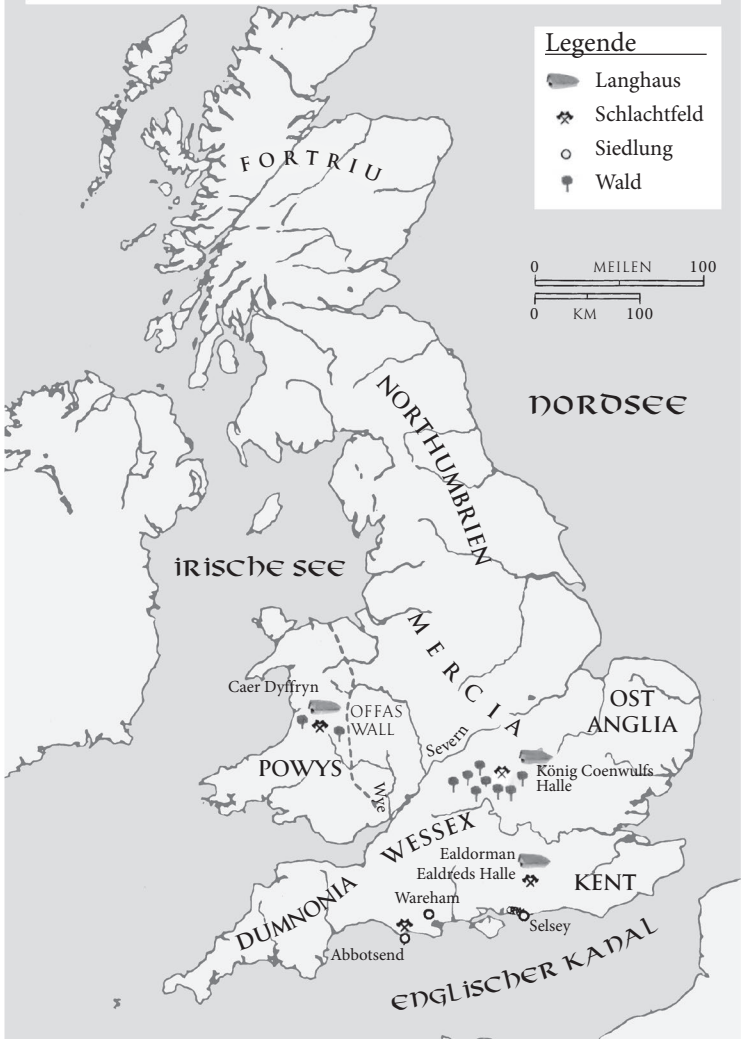 Legende
Langhaus
Schlachtfeld
Siedlung
Wald
FORTRIU
0 MEILEN 100
0 KM 100
NORDSEE
NORTHUMBRIEN
IRISCHE SEE
MERCIA
Caer Dyffryn
OFFAS
WALL
OST
ANGLIA
Severn
König Coenwulfs
Halle
POWYS
Wye
WESSEX
Ealdorman
Ealdreds Halle
KENT
DUMNONIA
Wareham
Selsey
Abbotsend
ENGLISCHER KANAL